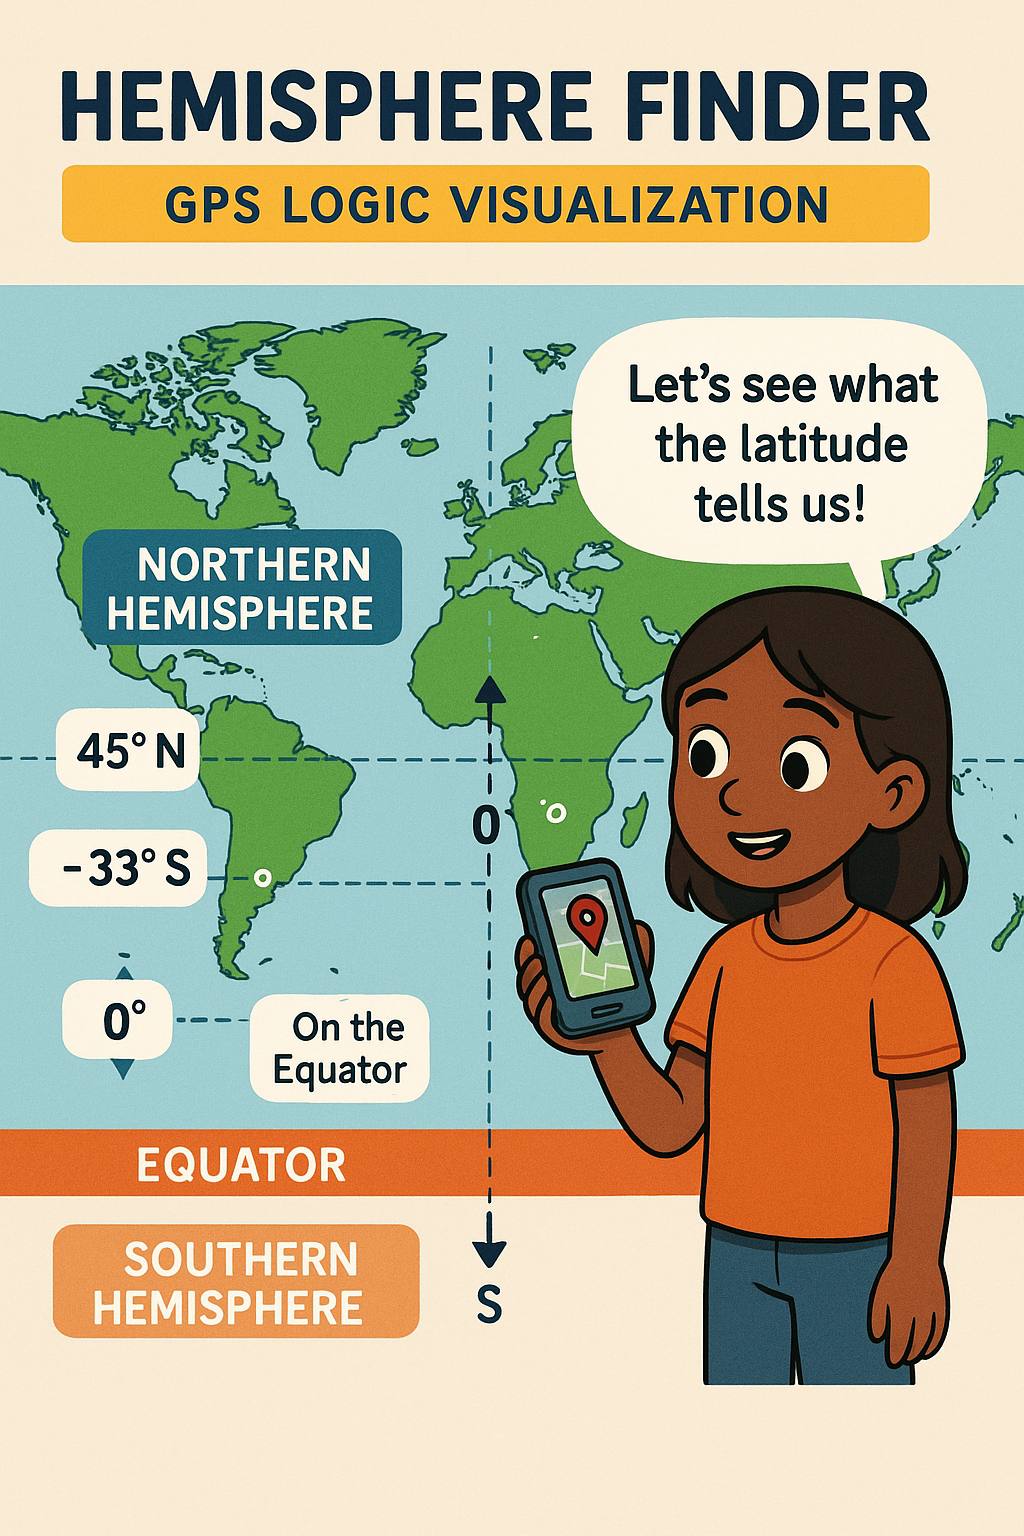 HEMISPHERE FINDER
GPS LOGIC VISUALIZATION
Let's see what
the latitude
tells us!
NORTHERN
HEMISPHERE
45° N
0
-33° S
0°
On the
Equator
EQUATOR
SOUTHERN
HEMISPHERE
S